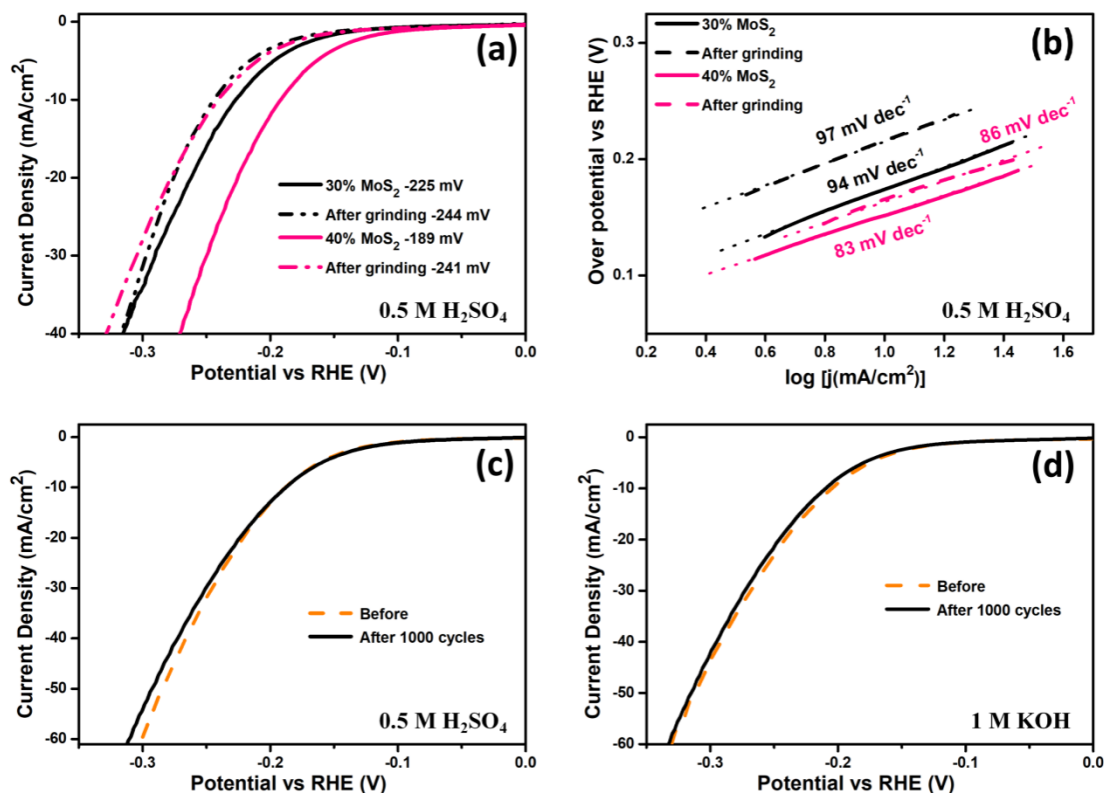 (a)
0
-10
-20
-30
-40
Current Density (mA/cm²)
30% MoS₂ -225 mV
After grinding -244 mV
40% MoS₂ -189 mV
After grinding -241 mV
0.5 M H₂SO₄
-0.3 -0.2 -0.1 0.0
Potential vs RHE (V)
(b)
30% MoS₂
After grinding
40% MoS₂
After grinding
0.3
0.2
0.1
Over potential vs RHE (V)
97 mV dec⁻¹
86 mV dec⁻¹
94 mV dec⁻¹
83 mV dec⁻¹
0.5 M H₂SO₄
0.2 0.4 0.6 0.8 1.0 1.2 1.4 1.6
log [j(mA/cm²)]
(c)
0
-10
-20
-30
-40
-50
-60
Current Density (mA/cm²)
Before
After 1000 cycles
0.5 M H₂SO₄
-0.3 -0.2 -0.1 0.0
Potential vs RHE (V)
(d)
0
-10
-20
-30
-40
-50
-60
Current Density (mA/cm²)
Before
After 1000 cycles
1 M KOH
-0.3 -0.2 -0.1 0.0
Potential vs RHE (V)